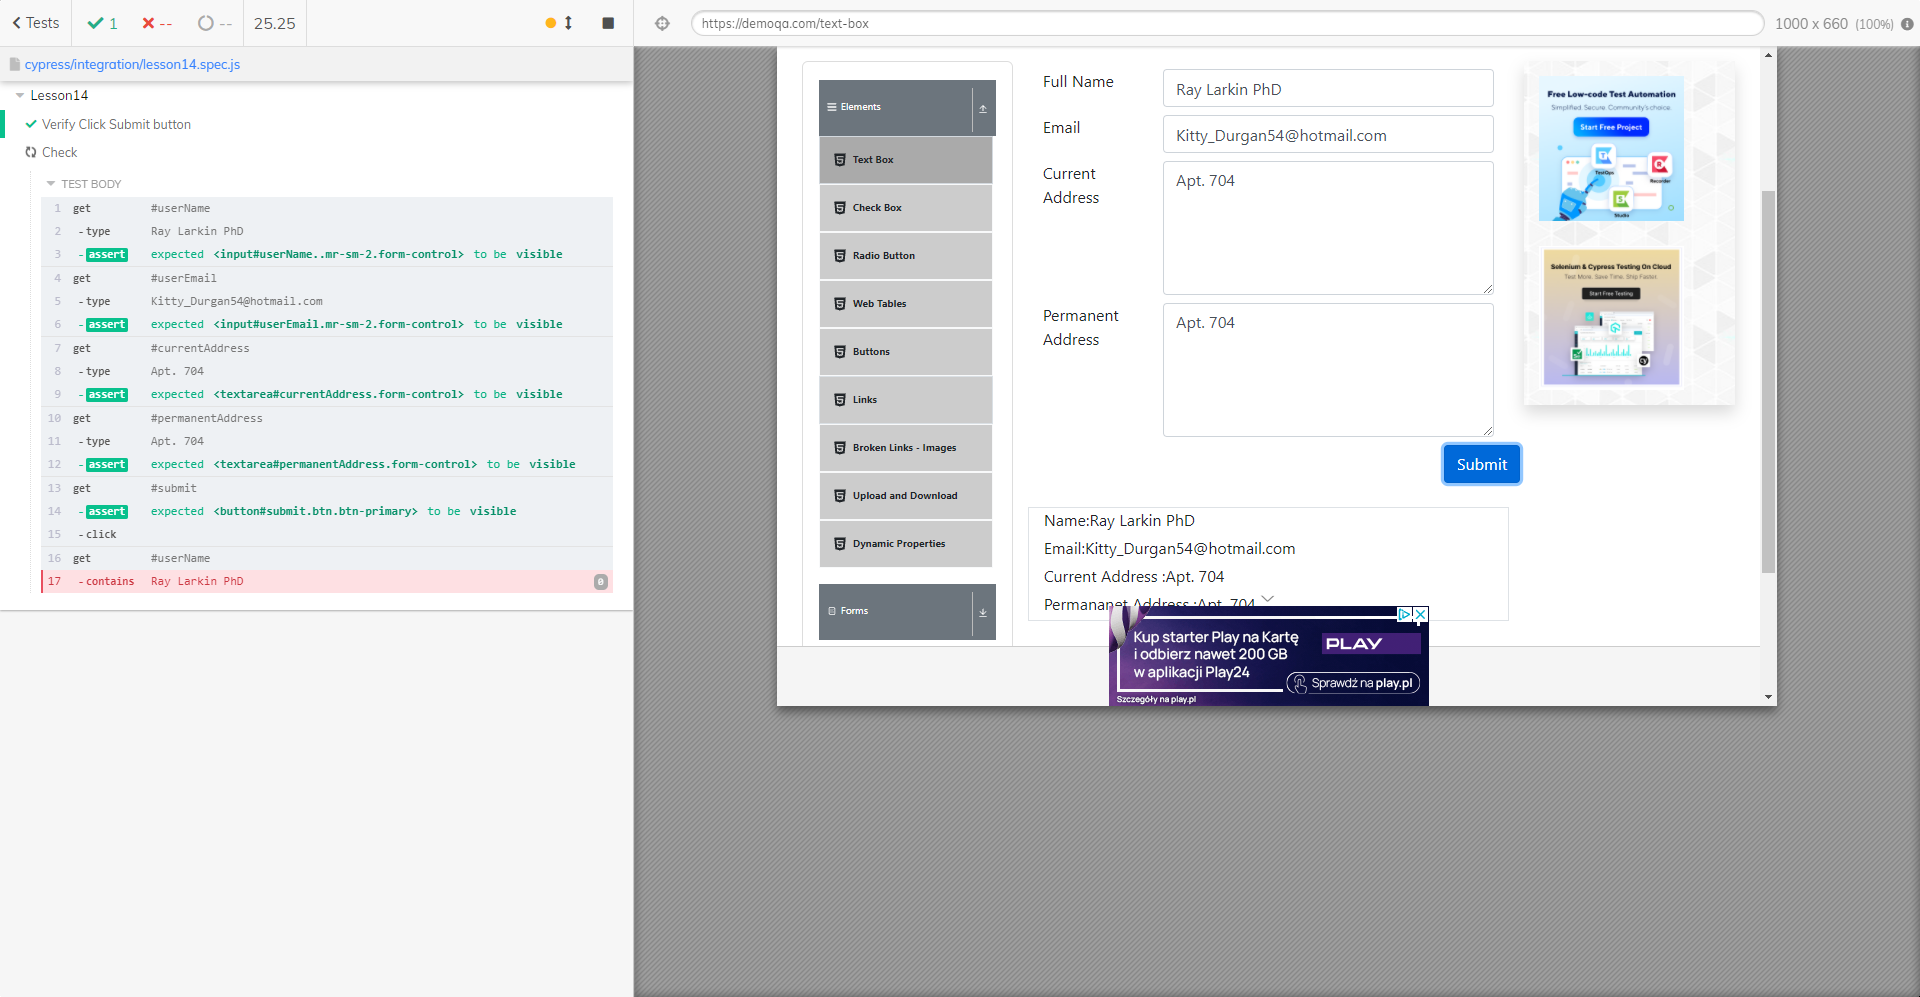 Tests
1
--
--
25.25
https://demoqa.com/text-box
1000 x 660 (100%)
cypress/integration/lesson14.spec.js
Lesson14
Verify Click Submit button
Check
TEST BODY
1 get #userName
2 -type Ray Larkin PhD
3 -assert expected <input#userName..mr-sm-2.form-control> to be visible
4 get #userEmail
5 -type Kitty_Durgan54@hotmail.com
6 -assert expected <input#userEmail.mr-sm-2.form-control> to be visible
7 get #currentAddress
8 -type Apt. 704
9 -assert expected <textarea#currentAddress.form-control> to be visible
10 get #permanentAddress
11 -type Apt. 704
12 -assert expected <textarea#permanentAddress.form-control> to be visible
13 get #submit
14 -assert expected <button#submit.btn.btn-primary> to be visible
15 -click
16 get #userName
17 -contains Ray Larkin PhD 0
Elements
Text Box
Check Box
Radio Button
Web Tables
Buttons
Links
Broken Links - Images
Upload and Download
Dynamic Properties
Forms
Full Name
Ray Larkin PhD
Email
Kitty_Durgan54@hotmail.com
Current
Address
Apt. 704
Permanent
Address
Apt. 704
Submit
Name:Ray Larkin PhD
Email:Kitty_Durgan54@hotmail.com
Current Address :Apt. 704
Permananet Address :Apt. 704
Kup starter Play na Kartę
i odbierz nawet 200 GB
w aplikacji Play24
Szczegóły na play.pl
PLAY
Sprawdź na play.pl
Free Low-code Test Automation
Simplified. Secure. Community's choice.
Start Free Project
TestOps
Recorder
Studio
Selenium & Cypress Testing On Cloud
Test More. Save Time. Ship Faster.
Start Free Testing
cy